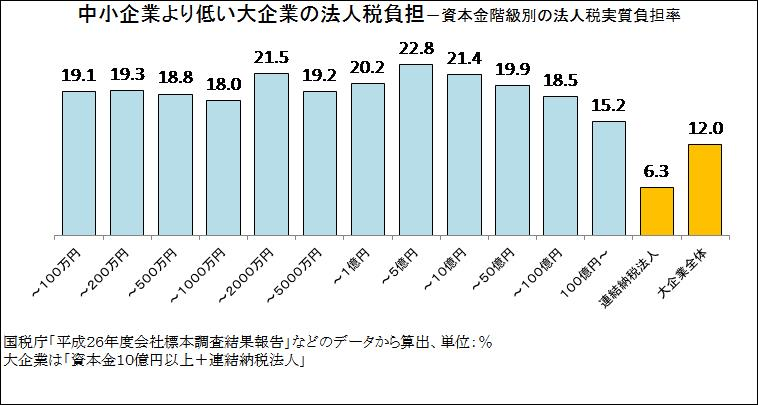 中小企業より低い大企業の法人税負担－資本金階級別の法人税実質負担率
19.1
19.3
18.8
18.0
21.5
19.2
20.2
22.8
21.4
19.9
18.5
15.2
6.3
12.0
～100万円
～200万円
～500万円
～1000万円
～2000万円
～5000万円
～1億円
～5億円
～10億円
～50億円
～100億円
100億円～
連結納税法人
大企業全体
国税庁「平成26年度会社標本調査結果報告」などのデータから算出、単位：％
大企業は「資本金10億円以上＋連結納税法人」